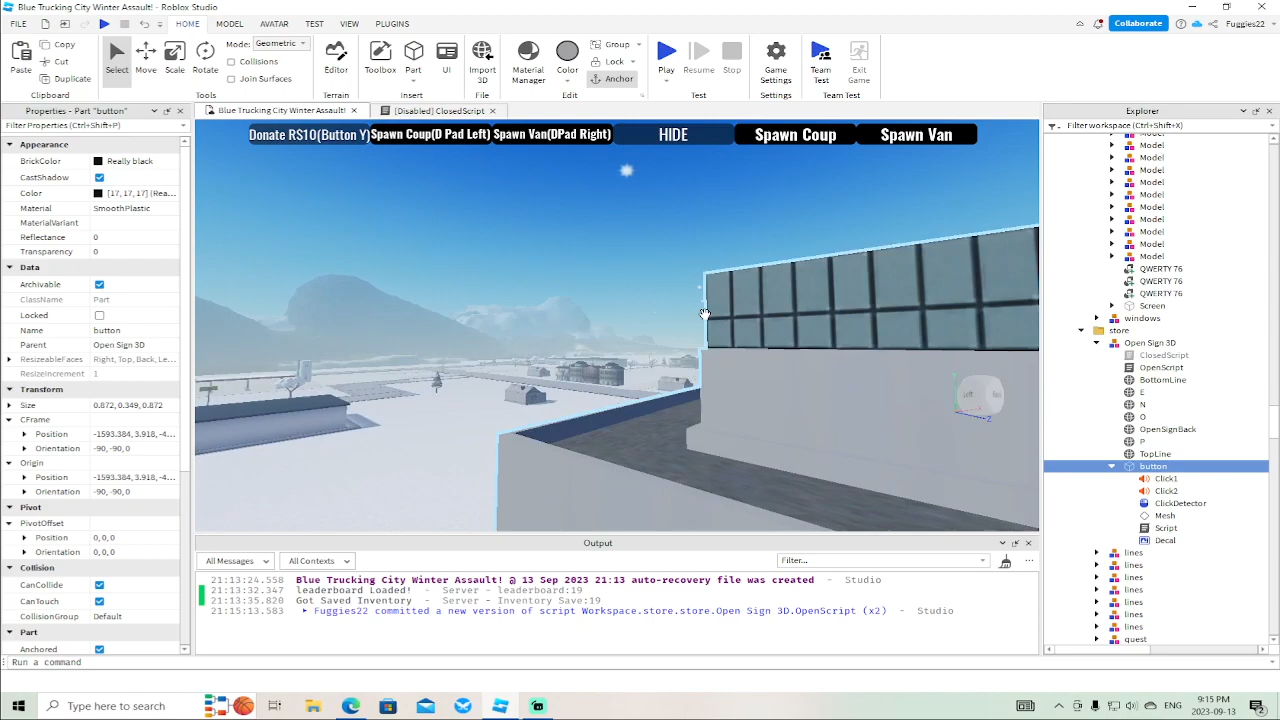 Blue Trucking City Winter Assault! - Roblox Studio
FILE
HOME MODEL AVATAR TEST VIEW PLUGINS
Collaborate
Fuggies22
Paste Copy Cut Duplicate
Clipboard
Select Move Scale Rotate
Mode: Geometric
Collisions
Join Surfaces
Tools
Editor
Terrain
Toolbox Part UI
Insert
Import 3D
File
Material Manager Color Group Lock Anchor
Edit
Play Resume Stop
Test
Game Settings
Settings
Team Test Exit Game
Team Test
Properties - Part "button"
Filter Properties (Ctrl+Shift+P)
Appearance
BrickColor Really black
CastShadow
Color [17, 17, 17] (Rea...
Material SmoothPlastic
MaterialVariant
Reflectance 0
Transparency 0
Data
Archivable
ClassName Part
Locked
Name button
Parent Open Sign 3D
ResizeableFaces Right, Top, Back, Le...
ResizeIncrement 1
Transform
Size 0.872, 0.349, 0.872
CFrame
Position -1593.384, 3.918, -4...
Orientation -90, -90, 0
Origin
Position -1593.384, 3.918, -4...
Orientation -90, -90, 0
Pivot
PivotOffset
Position 0, 0, 0
Orientation 0, 0, 0
Collision
CanCollide
CanTouch
CollisionGroup Default
Part
Anchored
Blue Trucking City Winter Assault!
[Disabled] ClosedScript
Donate RS10(Button Y) Spawn Coup(D Pad Left) Spawn Van(DPad Right) HIDE Spawn Coup Spawn Van
Left
Z
Output
All Messages All Contexts Filter...
21:13:24.558 Blue Trucking City Winter Assault! @ 13 Sep 2023 21:13 auto-recovery file was created - Studio
21:13:32.347 leaderboard Loaded! - Server - leaderboard:19
21:13:35.820 Got Saved Inventory - Server - Inventory Save:19
21:15:13.583 Fuggies22 committed a new version of script Workspace.store.store.Open Sign 3D.OpenScript (x2) - Studio
Explorer
Filter workspace (Ctrl+Shift+X)
Model
Model
Model
Model
Model
Model
Model
Model
Model
Model
Model
QWERTY 76
QWERTY 76
QWERTY 76
Screen
windows
store
Open Sign 3D
ClosedScript
OpenScript
BottomLine
E
N
O
OpenSignBack
P
TopLine
button
Click1
Click2
ClickDetector
Mesh
Script
Decal
lines
lines
lines
lines
lines
lines
lines
quest
Run a command
Type here to search
ENG
9:15 PM
2023-09-13
2